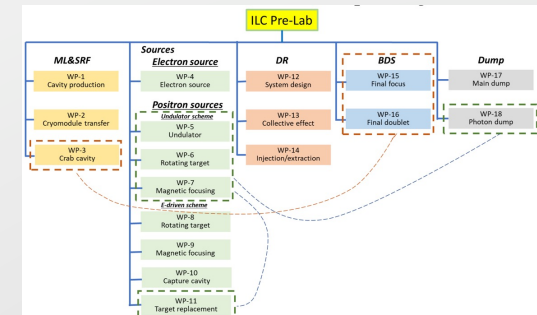 ILC Pre-Lab
ML&SRF
WP-1
Cavity production
WP-2
Cryomodule transfer
WP-3
Crab cavity
Sources
Electron source
WP-4
Electron source
Positron sources
Undulator scheme
WP-5
Undulator
WP-6
Rotating target
WP-7
Magnetic focusing
E-driven scheme
WP-8
Rotating target
WP-9
Magnetic focusing
WP-10
Capture cavity
WP-11
Target replacement
DR
WP-12
System design
WP-13
Collective effect
WP-14
Injection/extraction
BDS
WP-15
Final focus
WP-16
Final doublet
Dump
WP-17
Main dump
WP-18
Photon dump